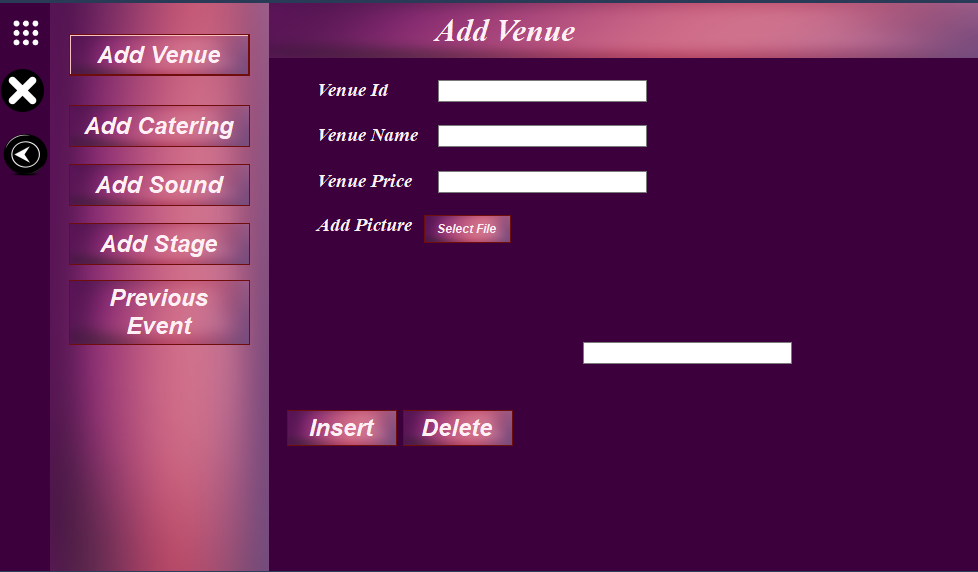 Add Venue
Add Catering
Add Sound
Add Stage
Previous
Event
Add Venue
Venue Id
Venue Name
Venue Price
Add Picture
Select File
Insert
Delete